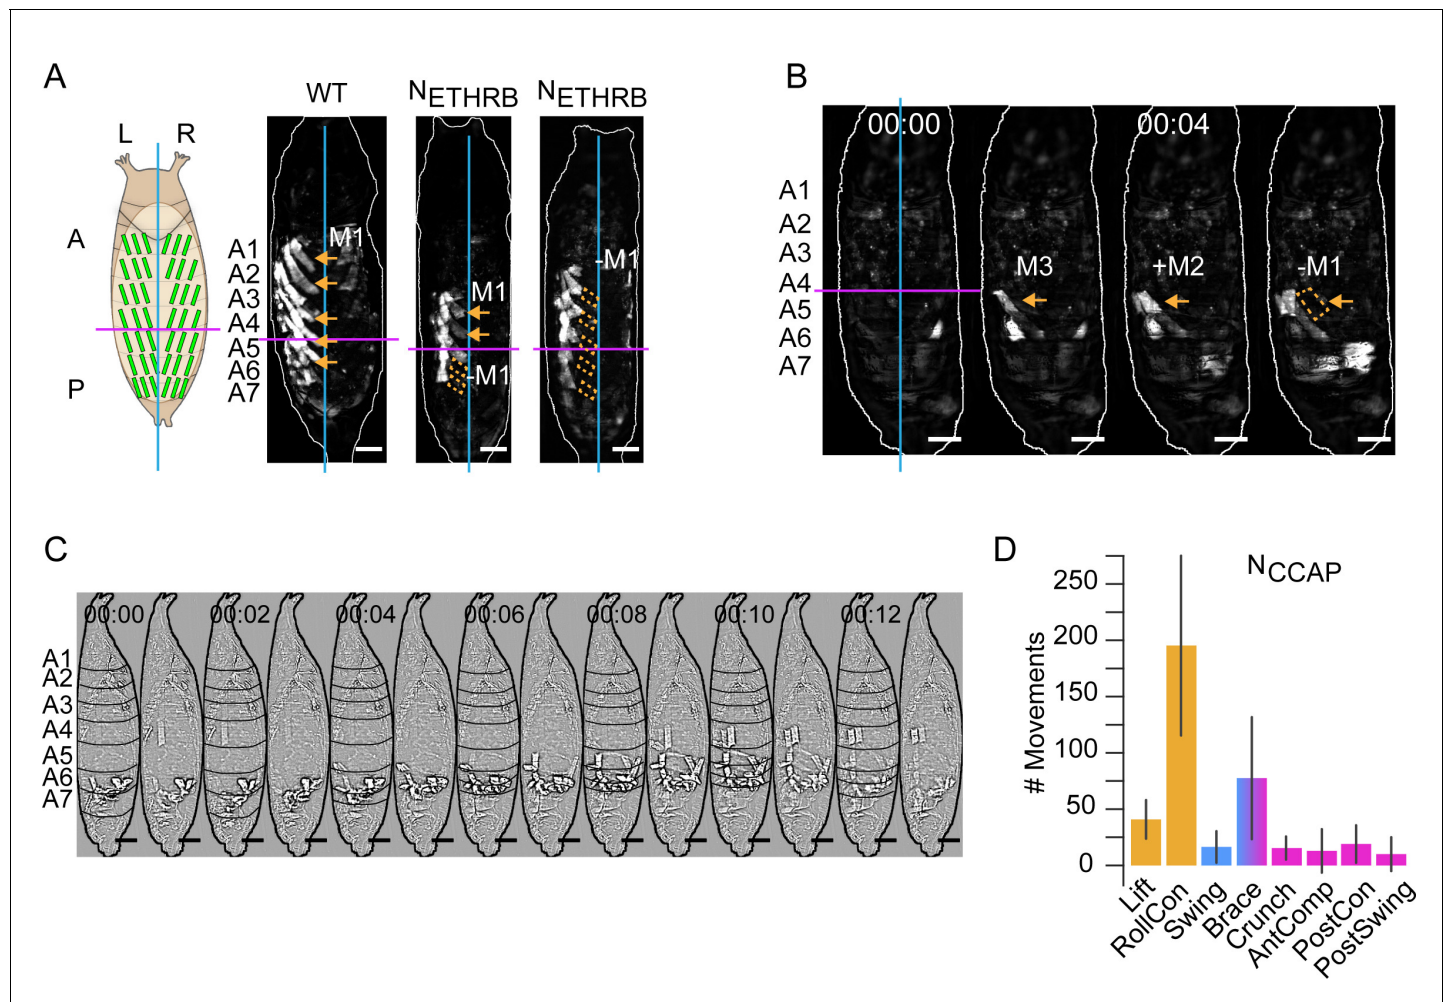 A
WT
NETHRB
NETHRB
L R
A
P
A1
A2
A3
A4
A5
A6
A7
M1
M1
-M1
-M1
B
00:00
00:04
A1
A2
A3
A4
A5
A6
A7
M3
+M2
-M1
C
00:00 00:02 00:04 00:06 00:08 00:10 00:12
A1
A2
A3
A4
A5
A6
A7
D
NCCAP
# Movements
250
200
150
100
50
0
Lift
RollCon
Swing
Brace
Crunch
AntComp
PostCon
PostSwing